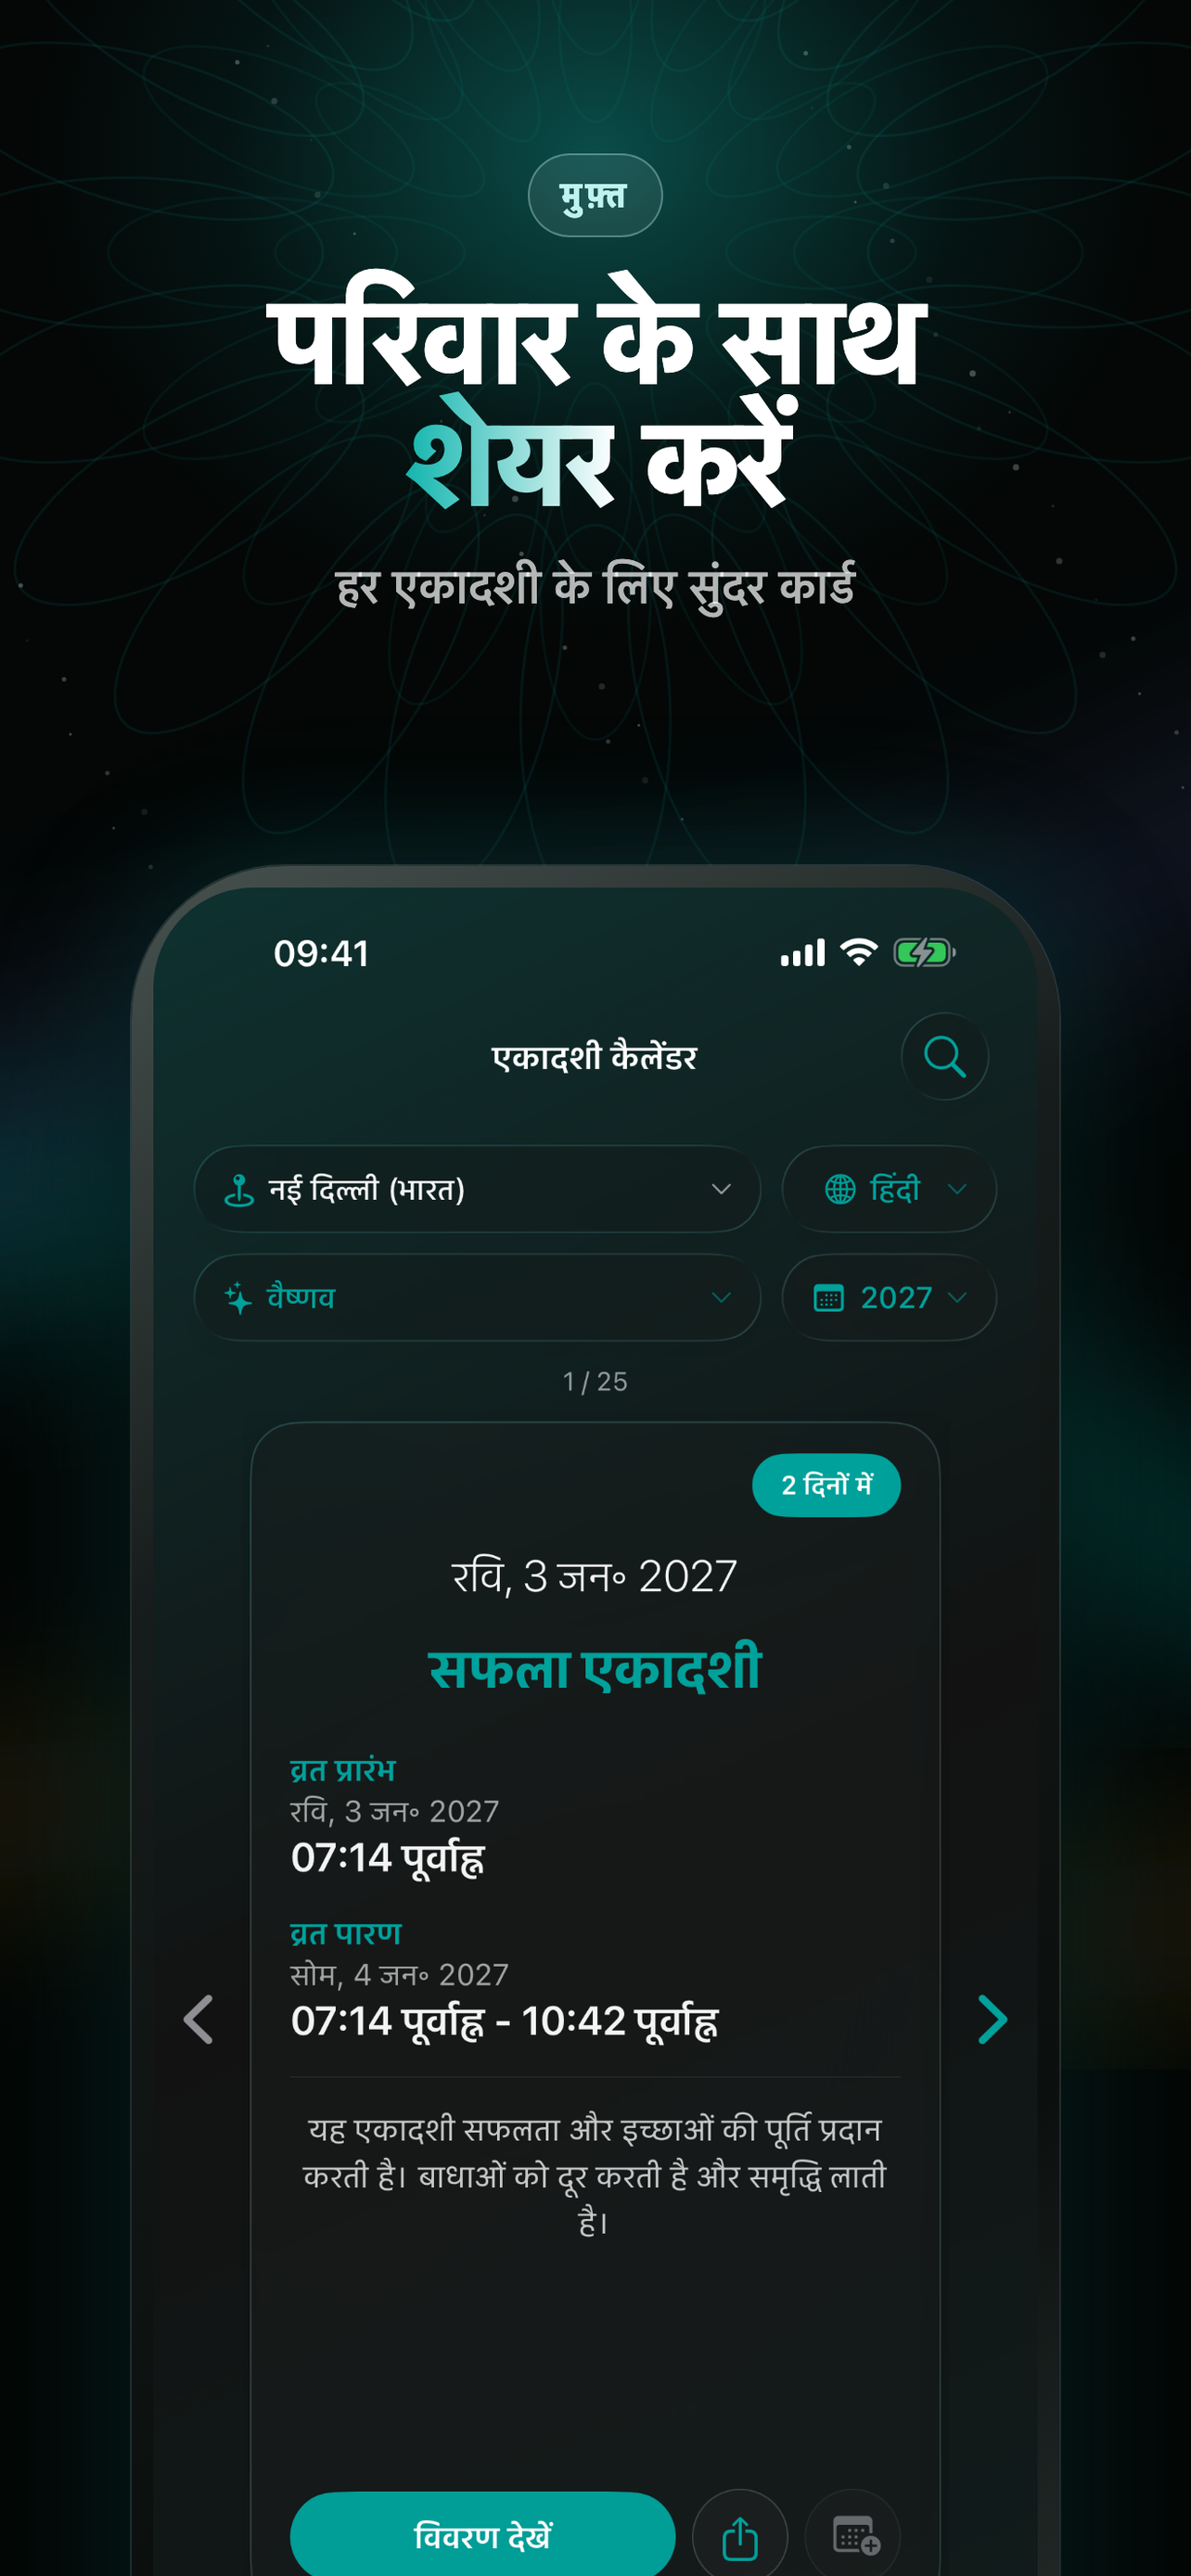 मुफ़्त
परिवार के साथ
शेयर करें
हर एकादशी के लिए सुंदर कार्ड
09:41
एकादशी कैलेंडर
नई दिल्ली (भारत)
हिंदी
वैष्णव
2027
1 / 25
2 दिनों में
रवि, 3 जन॰ 2027
सफला एकादशी
व्रत प्रारंभ
रवि, 3 जन॰ 2027
07:14 पूर्वाह्न
व्रत पारण
सोम, 4 जन॰ 2027
07:14 पूर्वाह्न - 10:42 पूर्वाह्न
यह एकादशी सफलता और इच्छाओं की पूर्ति प्रदान
करती है। बाधाओं को दूर करती है और समृद्धि लाती
है।
विवरण देखें